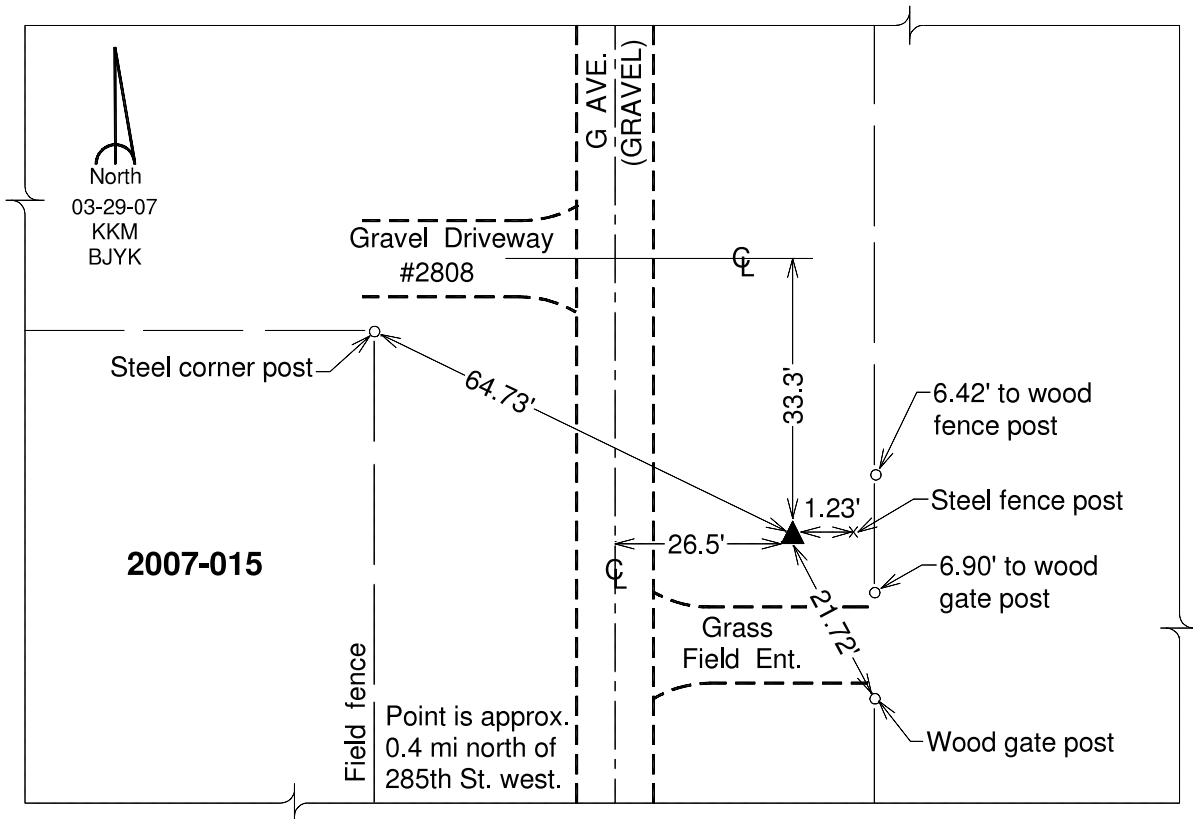 G AVE.
(GRAVEL)
North
03-29-07
KKM
BJYK
Gravel Driveway
#2808
℄
Steel corner post
64.73'
33.3'
6.42' to wood
fence post
1.23'
Steel fence post
26.5'
2007-015
℄
6.90' to wood
gate post
21.72'
Grass
Field Ent.
Field fence
Point is approx.
0.4 mi north of
285th St. west.
Wood gate post